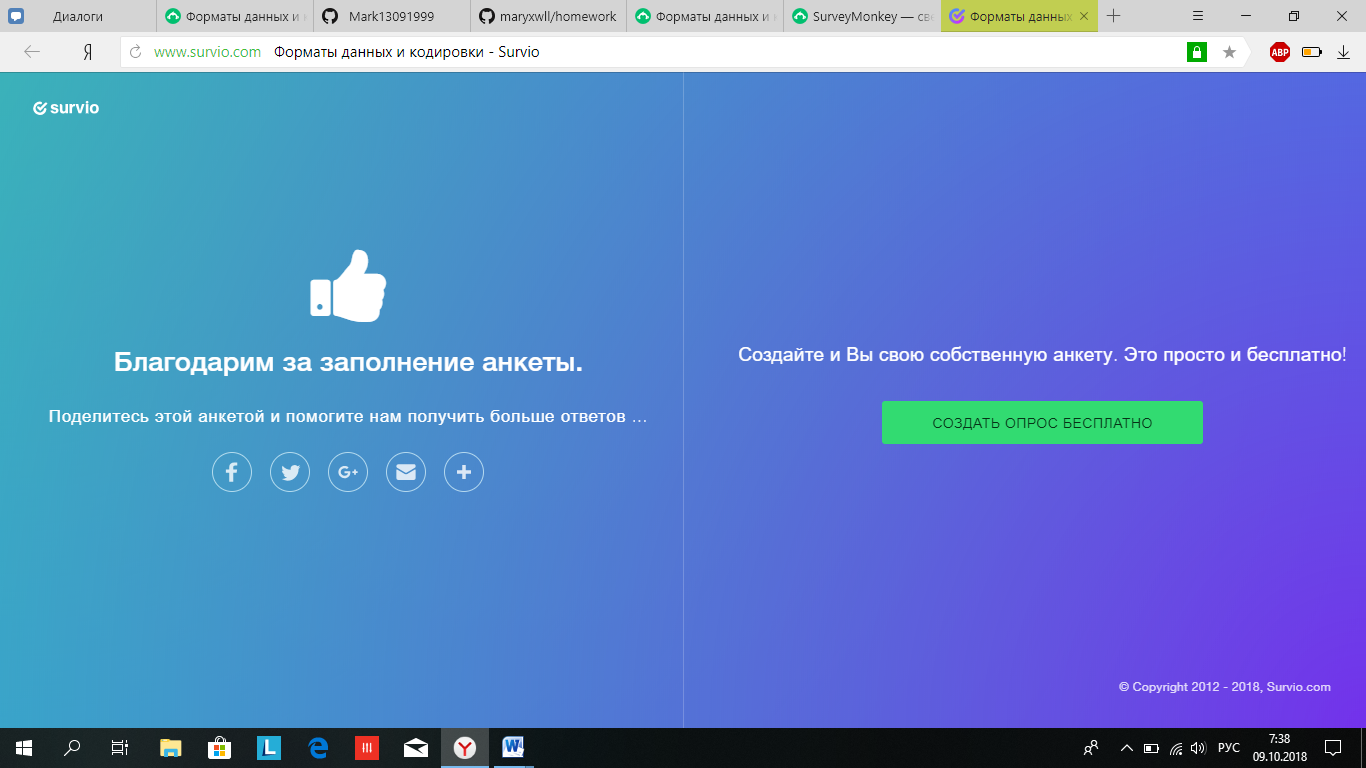 Диалоги
Форматы данных и к
Mark13091999
maryxwll/homework
Форматы данных и к
SurveyMonkey — све
Форматы данных
Я
www.survio.com Форматы данных и кодировки - Survio
ABP
survio
Благодарим за заполнение анкеты.
Поделитесь этой анкетой и помогите нам получить больше ответов ...
G+
Создайте и Вы свою собственную анкету. Это просто и бесплатно!
СОЗДАТЬ ОПРОС БЕСПЛАТНО
© Copyright 2012 - 2018, Survio.com
L
Y
W
РУС
7:38
09.10.2018